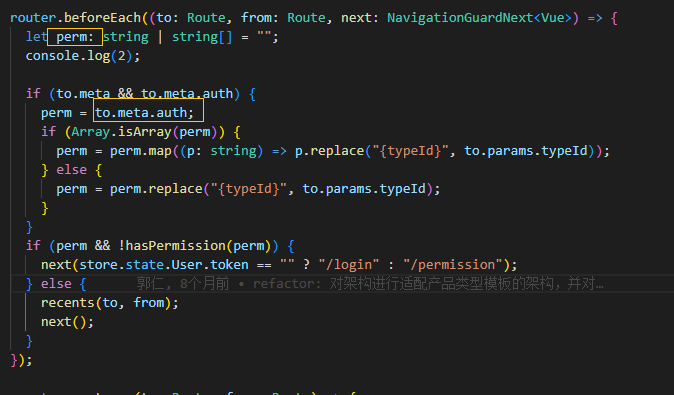 router.beforeEach((to: Route, from: Route, next: NavigationGuardNext<Vue>) => {
let perm: string | string[] = "";
console.log(2);
if (to.meta && to.meta.auth) {
perm = to.meta.auth;
if (Array.isArray(perm)) {
perm = perm.map((p: string) => p.replace("{typeId}", to.params.typeId));
} else {
perm = perm.replace("{typeId}", to.params.typeId);
}
}
if (perm && !hasPermission(perm)) {
next(store.state.User.token == "" ? "/login" : "/permission");
} else { 郭仁, 8个月前 • refactor: 对架构进行适配产品类型模板的架构，并对…
recents(to, from);
next();
}
});